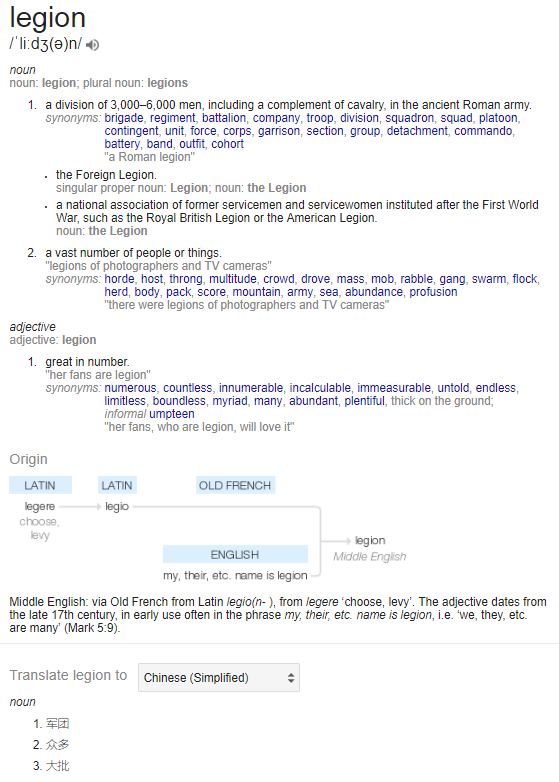 legion
/ˈliːdʒ(ə)n/
noun
noun: legion; plural noun: legions
1. a division of 3,000–6,000 men, including a complement of cavalry, in the ancient Roman army.
synonyms: brigade, regiment, battalion, company, troop, division, squadron, squad, platoon,
contingent, unit, force, corps, garrison, section, group, detachment, commando,
battery, band, outfit, cohort
"a Roman legion"
• the Foreign Legion.
singular proper noun: Legion; noun: the Legion
• a national association of former servicemen and servicewomen instituted after the First World
War, such as the Royal British Legion or the American Legion.
noun: the Legion
2. a vast number of people or things.
"legions of photographers and TV cameras"
synonyms: horde, host, throng, multitude, crowd, drove, mass, mob, rabble, gang, swarm, flock,
herd, body, pack, score, mountain, army, sea, abundance, profusion
"there were legions of photographers and TV cameras"
adjective
adjective: legion
1. great in number.
"her fans are legion"
synonyms: numerous, countless, innumerable, incalculable, immeasurable, untold, endless,
limitless, boundless, myriad, many, abundant, plentiful, thick on the ground;
informal umpteen
"her fans, who are legion, will love it"
Origin
LATIN LATIN OLD FRENCH
legere legio
choose,
levy
legion
ENGLISH
Middle English
my, their, etc. name is legion
Middle English: via Old French from Latin legio(n- ), from legere ‘choose, levy’. The adjective dates from
the late 17th century, in early use often in the phrase my, their, etc. name is legion, i.e. ‘we, they, etc.
are many’ (Mark 5:9).
Translate legion to Chinese (Simplified)
noun
1. 军团
2. 众多
3. 大批